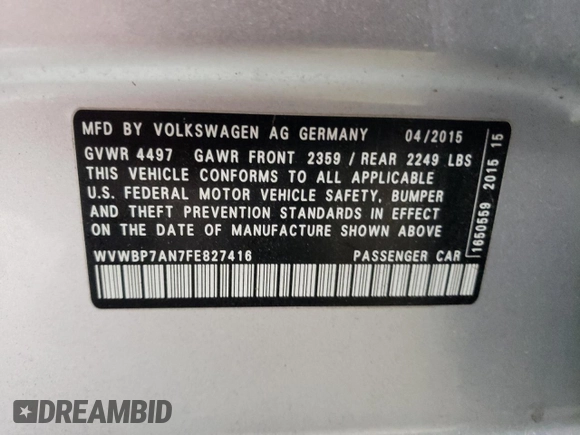 MFD BY VOLKSWAGEN AG GERMANY 04/2015
GVWR 4497 GAWR FRONT 2359 / REAR 2249 LBS
THIS VEHICLE CONFORMS TO ALL APPLICABLE
U.S. FEDERAL MOTOR VEHICLE SAFETY, BUMPER
AND THEFT PREVENTION STANDARDS IN EFFECT
ON THE DATE OF MANUFACTURE SHOWN ABOVE
WVWBP7AN7FE827416 PASSENGER CAR
1650559 2015 15
DREAMBID